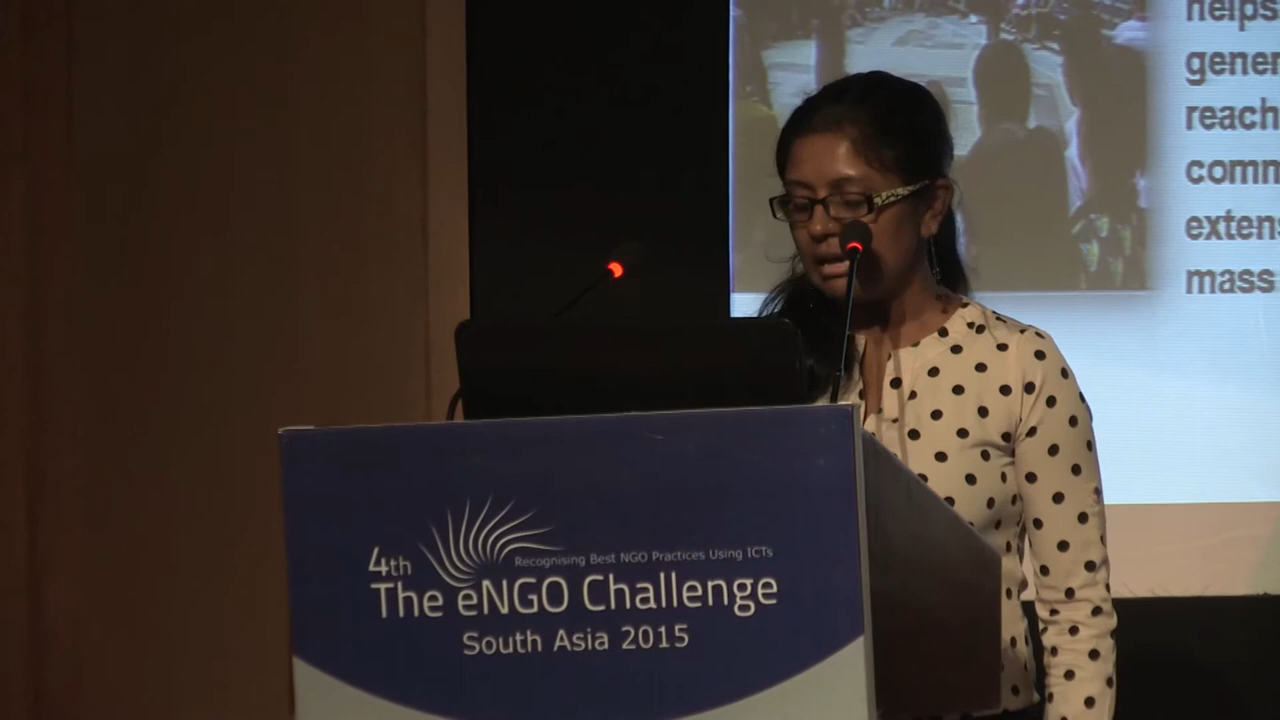 helps
gener
reach
comm
extens
mass
4th
Recognising Best NGO Practices Using ICTs
The eNGO Challenge
South Asia 2015